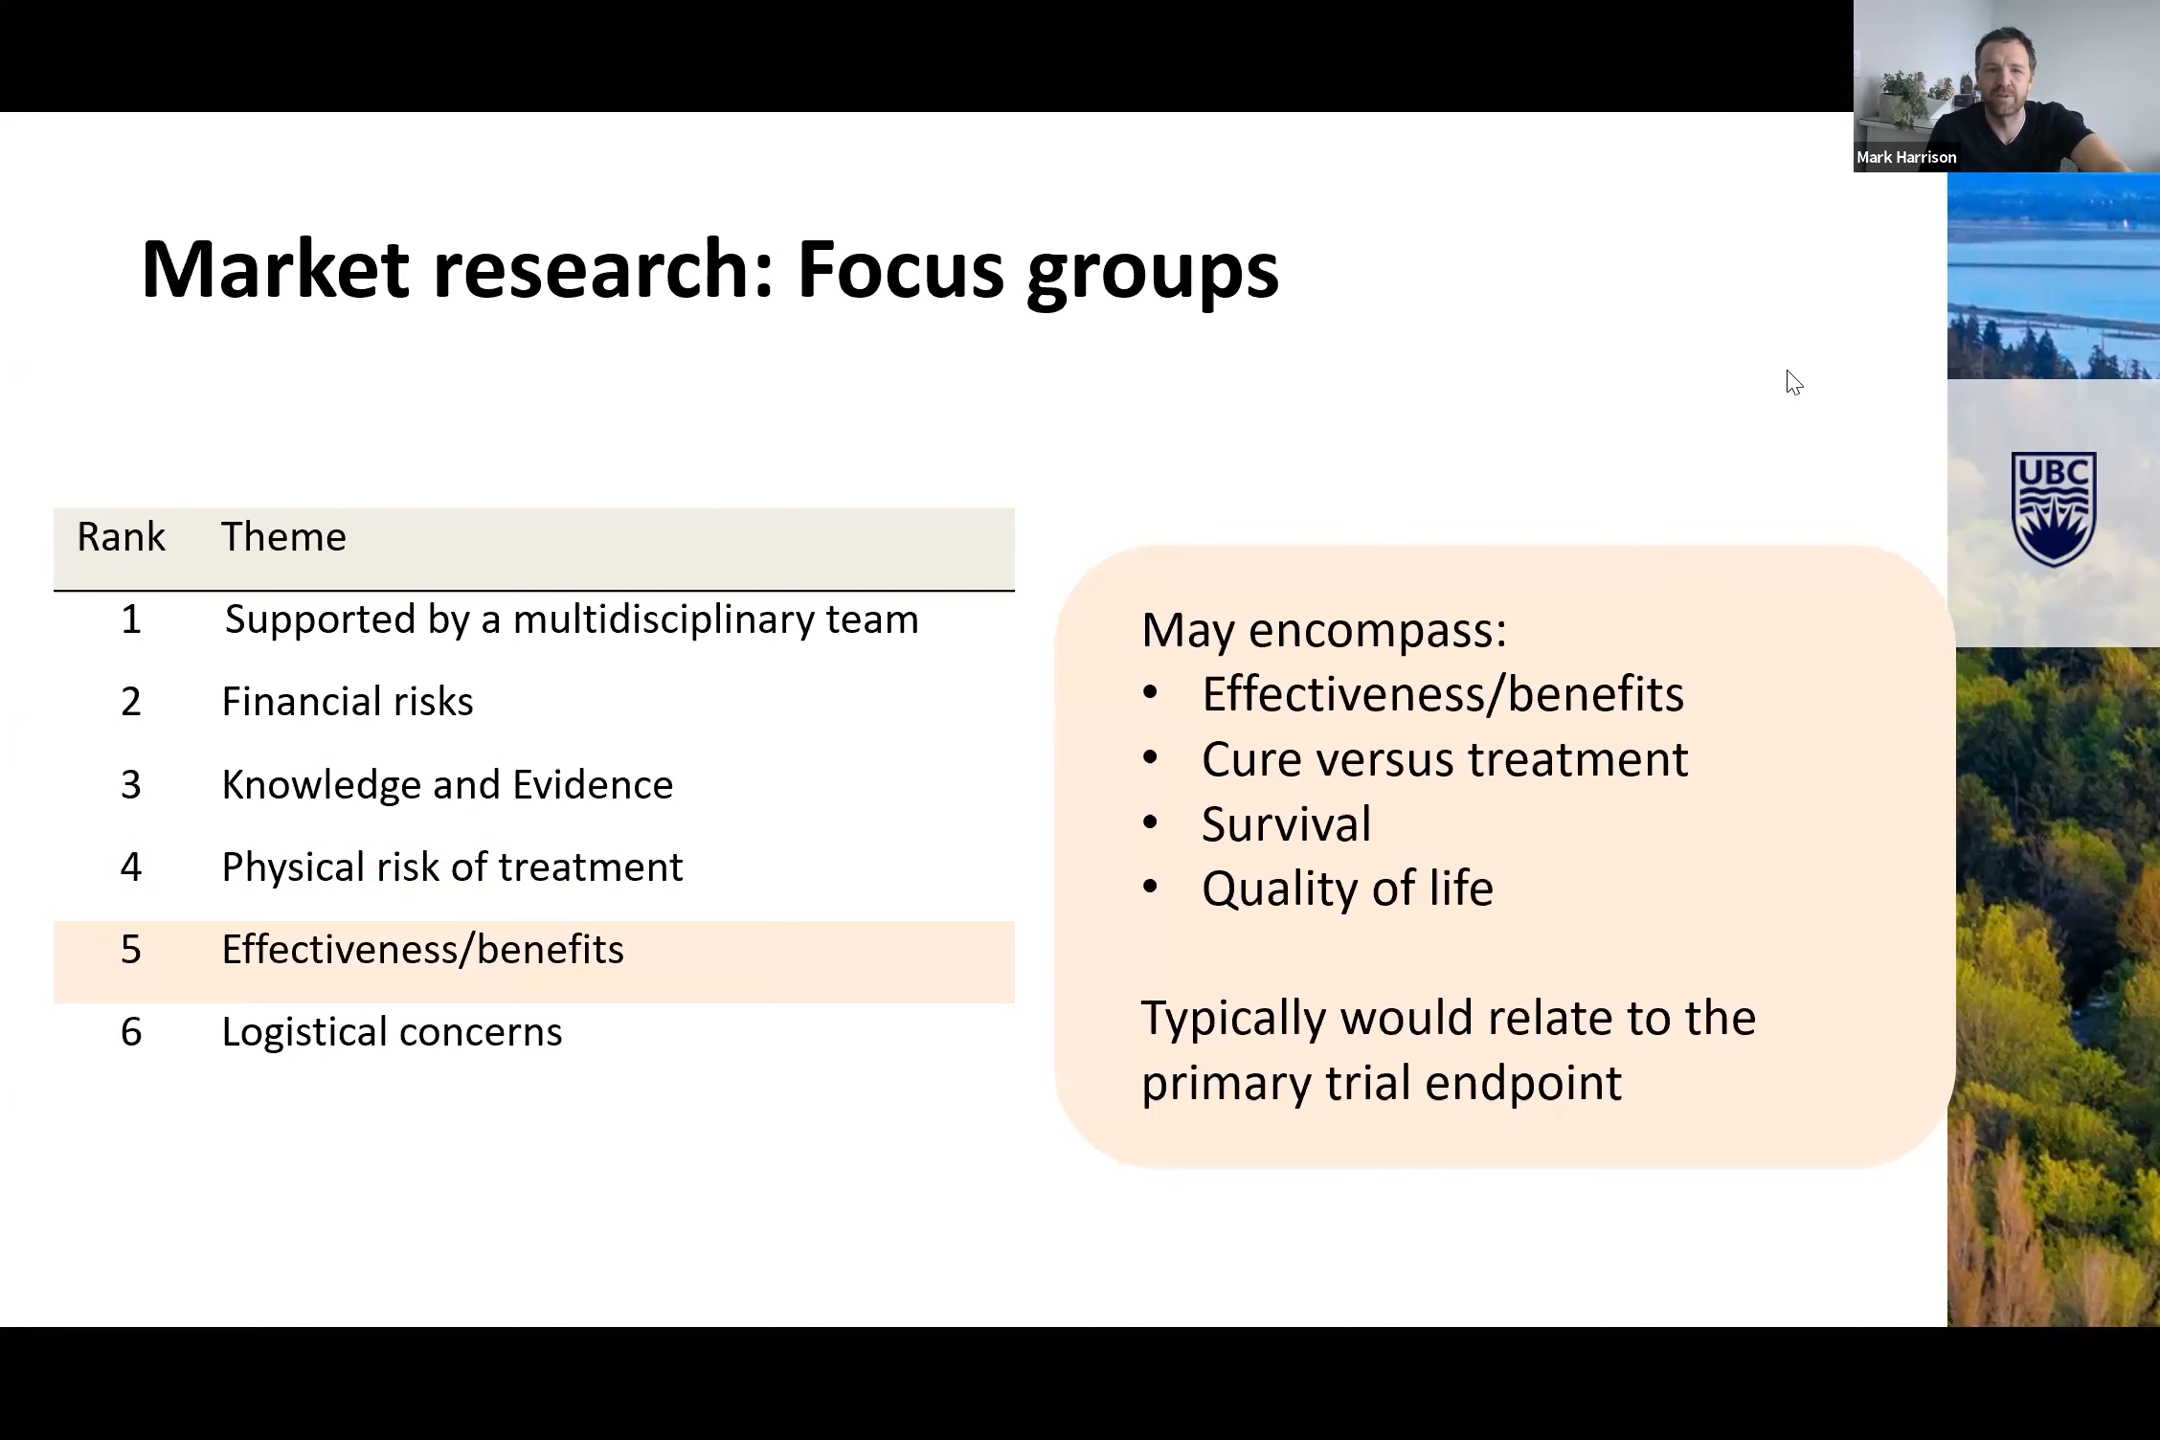 Mark Harrison
Market research: Focus groups
UBC
Rank Theme
1 Supported by a multidisciplinary team
2 Financial risks
3 Knowledge and Evidence
4 Physical risk of treatment
5 Effectiveness/benefits
6 Logistical concerns
May encompass:
• Effectiveness/benefits
• Cure versus treatment
• Survival
• Quality of life
Typically would relate to the
primary trial endpoint